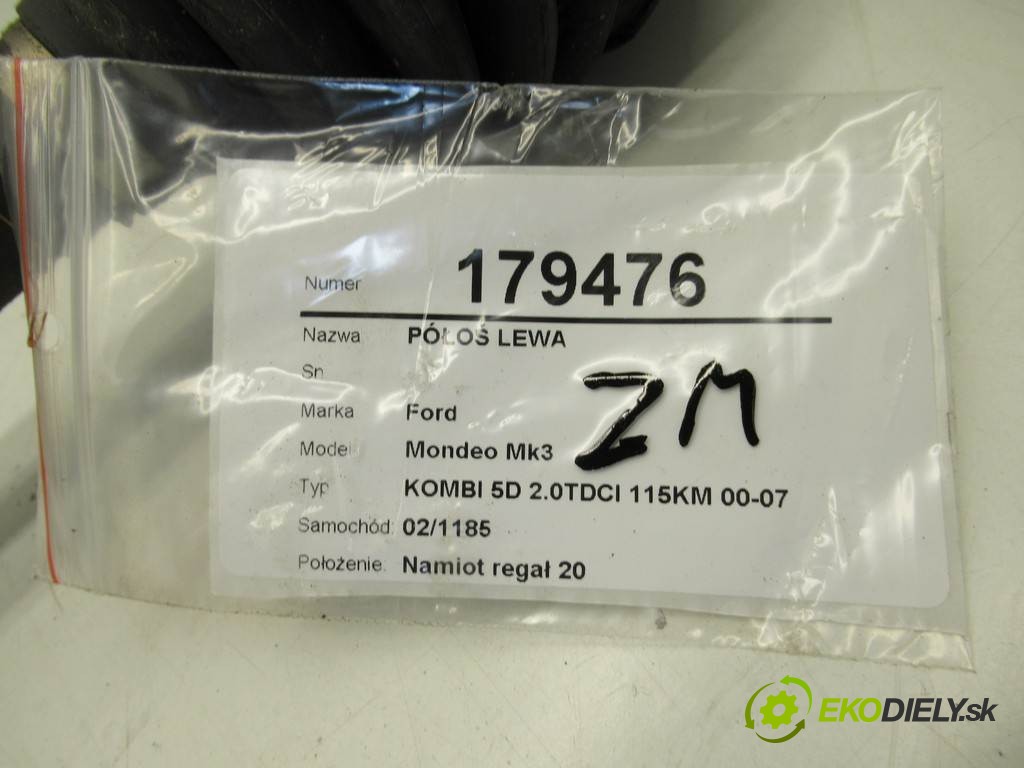 Numer 179476
Nazwa PÓŁOŚ LEWA
Sn
Marka Ford
Model Mondeo Mk3
Typ KOMBI 5D 2.0TDCI 115KM 00-07
Samochód: 02/1185
Położenie: Namiot regał 20
ZM
EKODIELY.sk